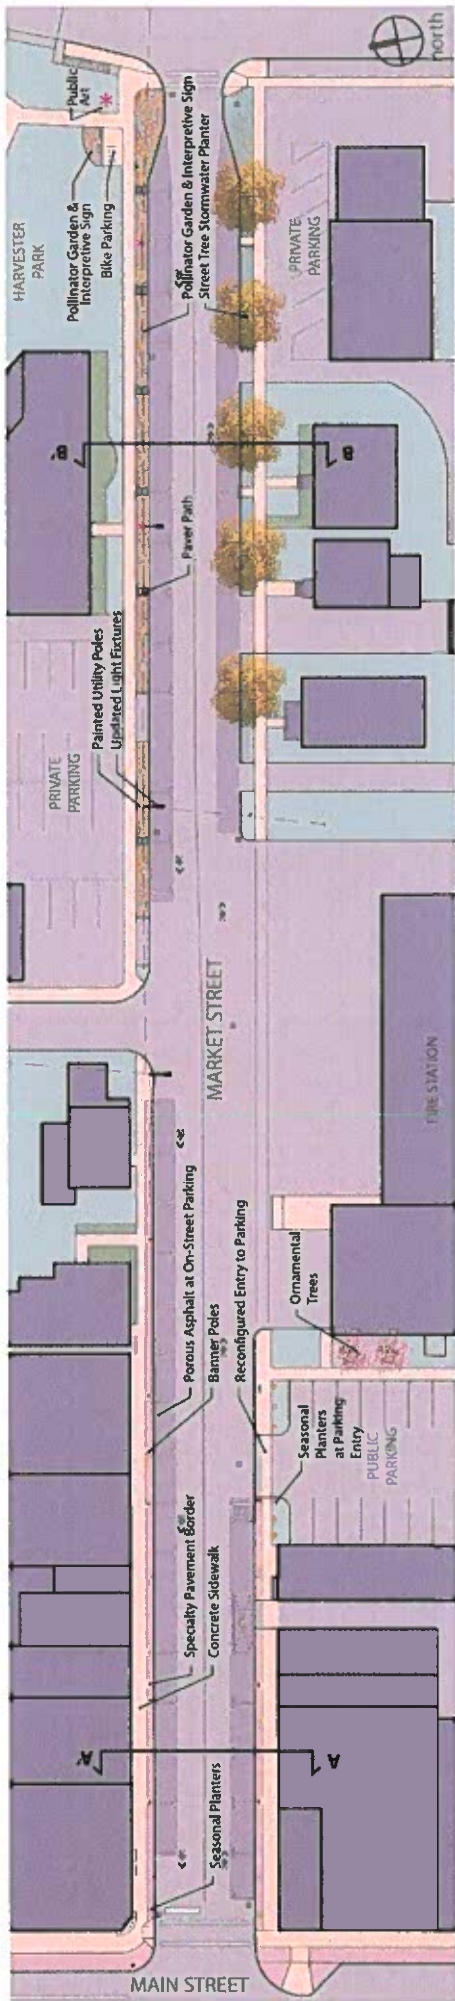 north
HARVESTER
PARK
Public
Art
Pollinator Garden &
Interpretive Sign
Bike Parking
Pollinator Garden & Interpretive Sign
Street Tree Stormwater Planter
PRIVATE
PARKING
B'
B
Paver Path
Painted Utility Poles
Updated Light Fixtures
PRIVATE
PARKING
MARKET STREET
FIRE STATION
Porous Asphalt at On-Street Parking
Banner Poles
Reconfigured Entry to Parking
Ornamental
Trees
Seasonal
Planters
at Parking
Entry
PUBLIC
PARKING
Specialty Pavement Border
Concrete Sidewalk
A'
A
Seasonal Planters
MAIN STREET